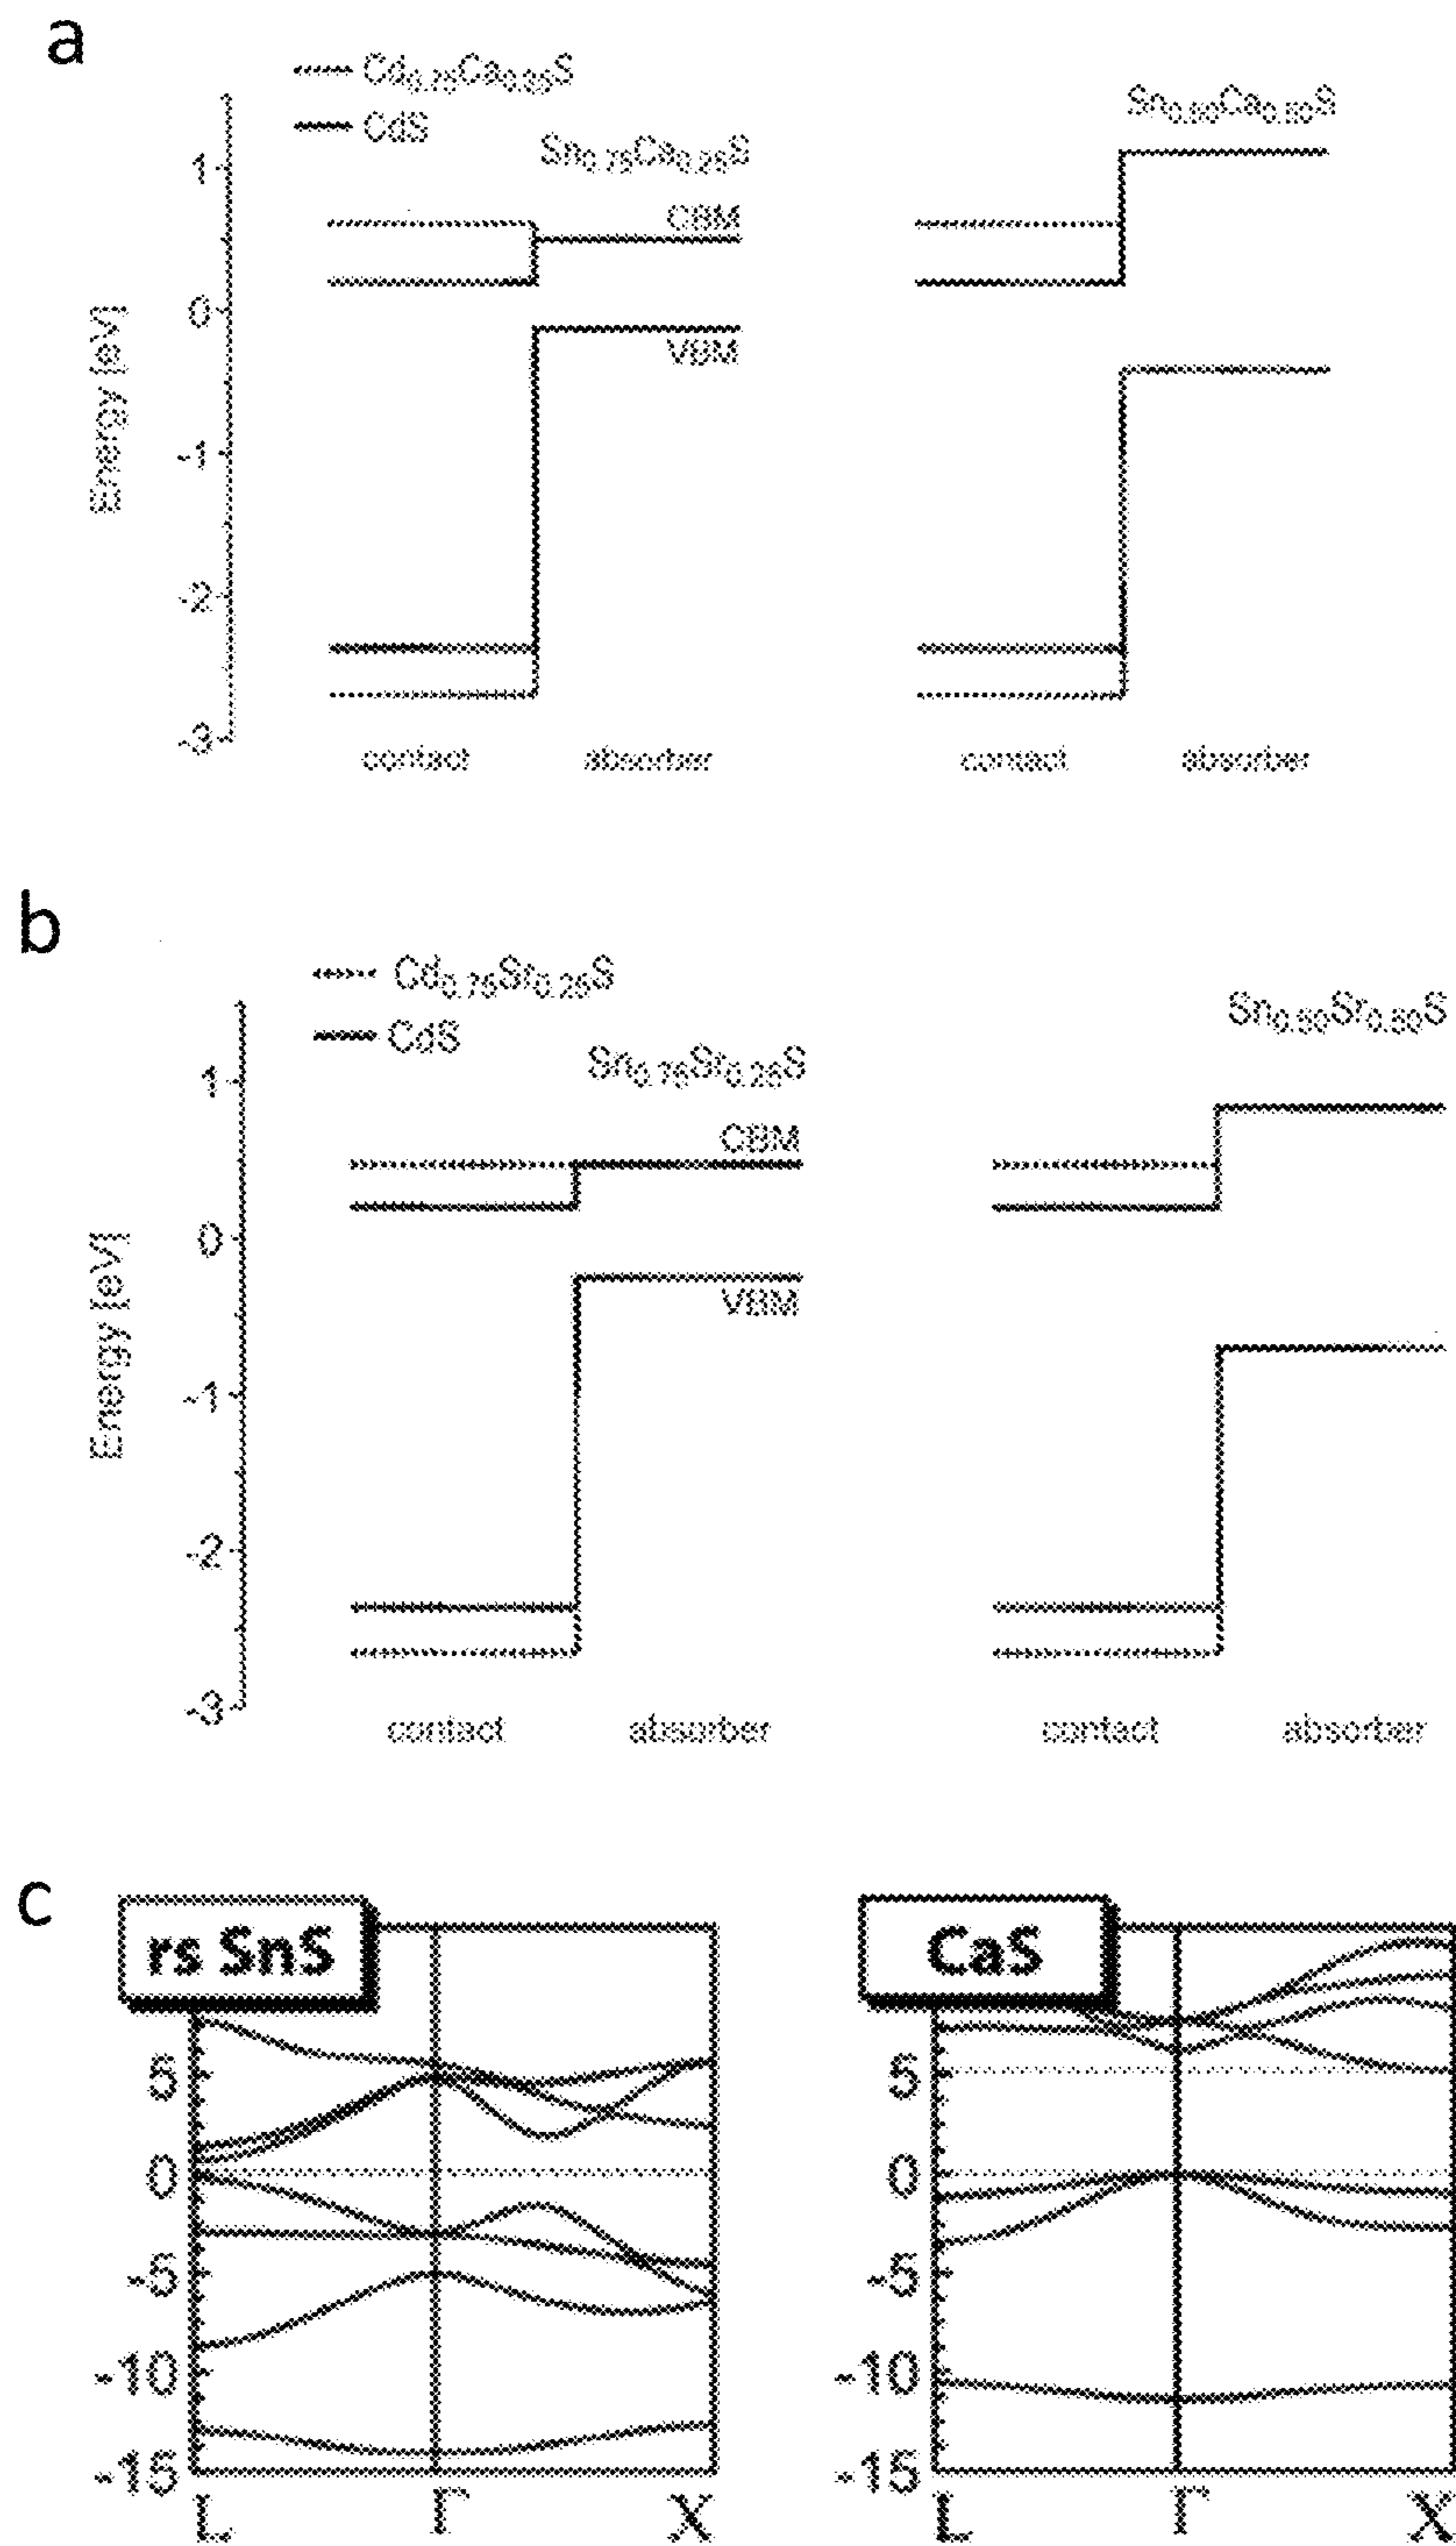 a
Cd0.75Ca0.25S
CdS
Sn0.75Ca0.25S
Sn0.50Ca0.50S
CBM
VBM
Energy [eV]
1
0
-1
-2
-3
contact absorber contact absorber
b
Cd0.75Sr0.25S
CdS
Sn0.75Sr0.25S
Sn0.50Sr0.50S
CBM
VBM
Energy [eV]
1
0
-1
-2
-3
contact absorber contact absorber
c
rs SnS
CaS
5
0
-5
-10
-15
L Γ X
5
0
-5
-10
-15
L Γ X